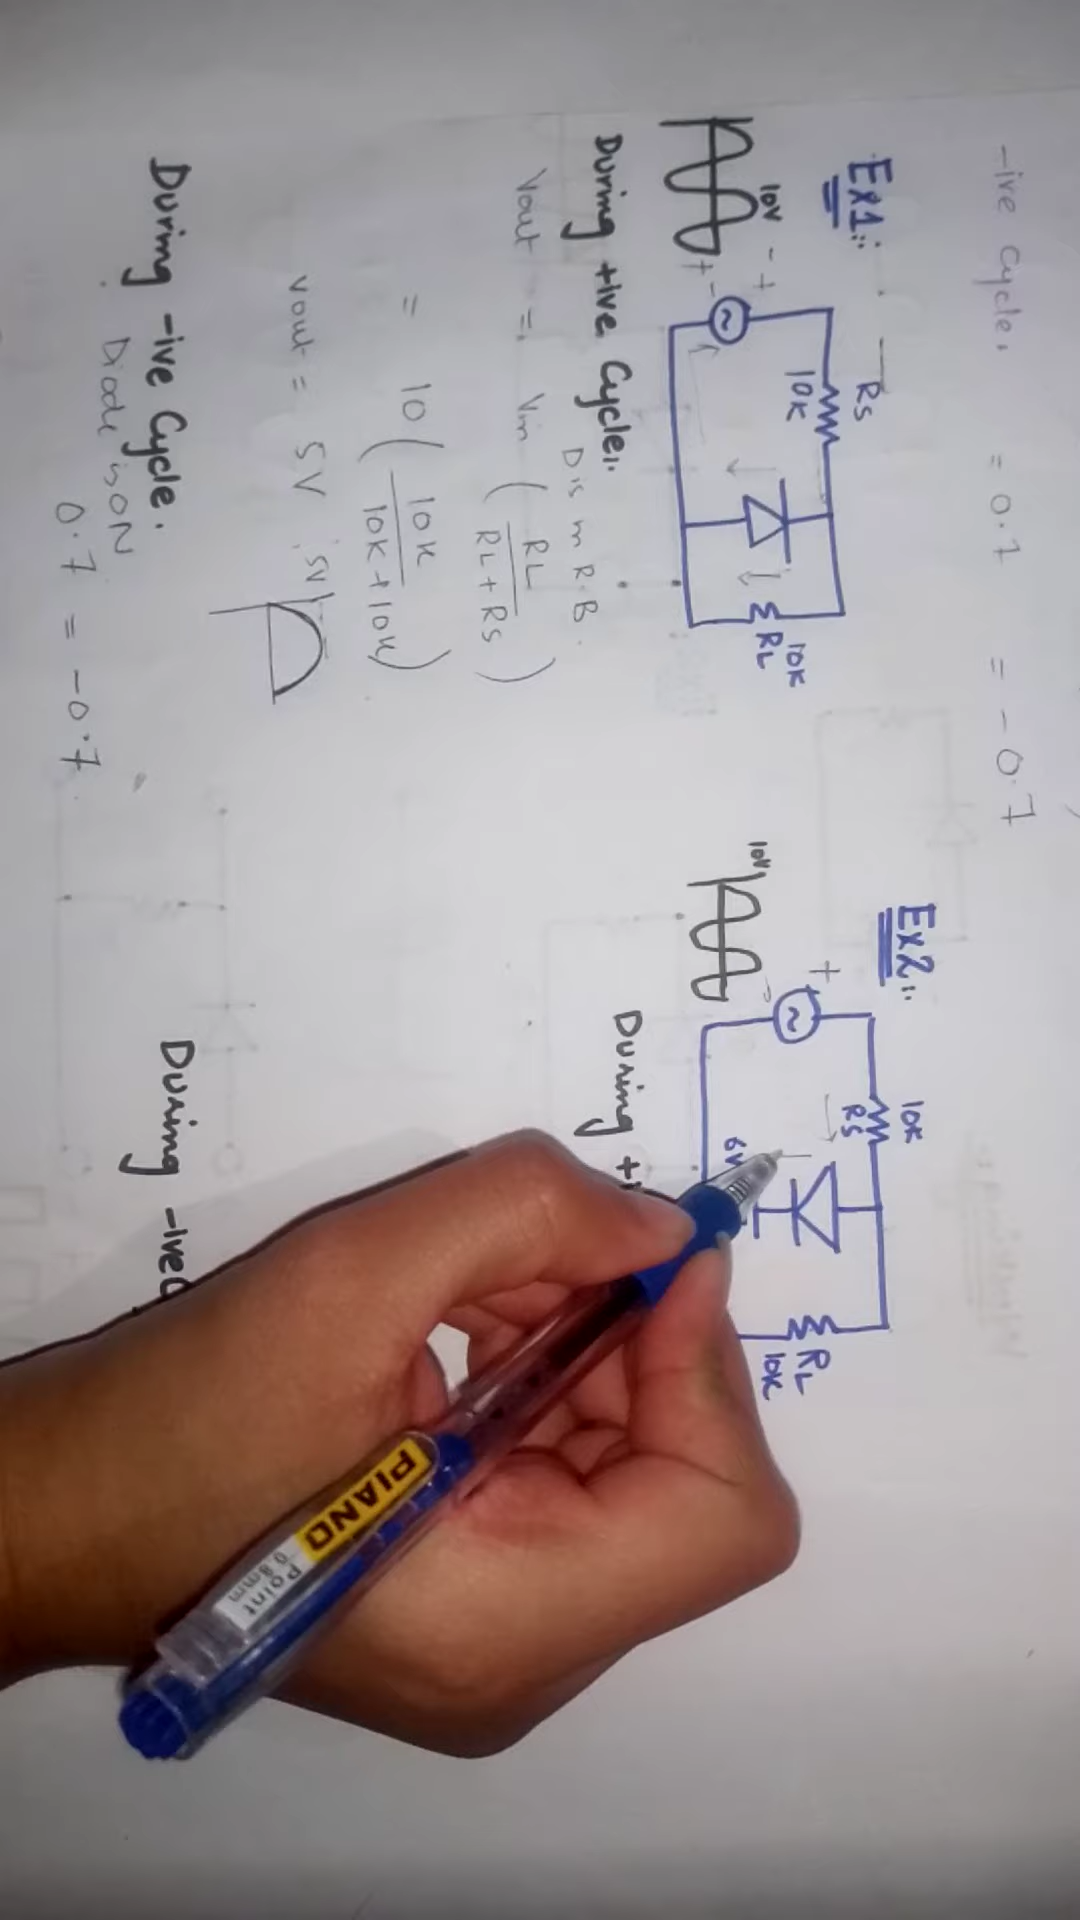 -ive Cycle, = 0.7 = -0.7
Ex1:.
Rs
10K
10V - +
+ -
~
10K
RL
During +ive Cycle,.
D is in R.B.
Vout = Vin ( RL / RL + RS )
= 10 ( 10K / 10K + 10K )
Vout = 5V
5V
During -ive Cycle.
Diode is ON
0.7 = -0.7
Ex2:.
10K
RS
10V
+
-
~
6V
RL
10K
During
During -ive
PIANO
Point
0.8mm